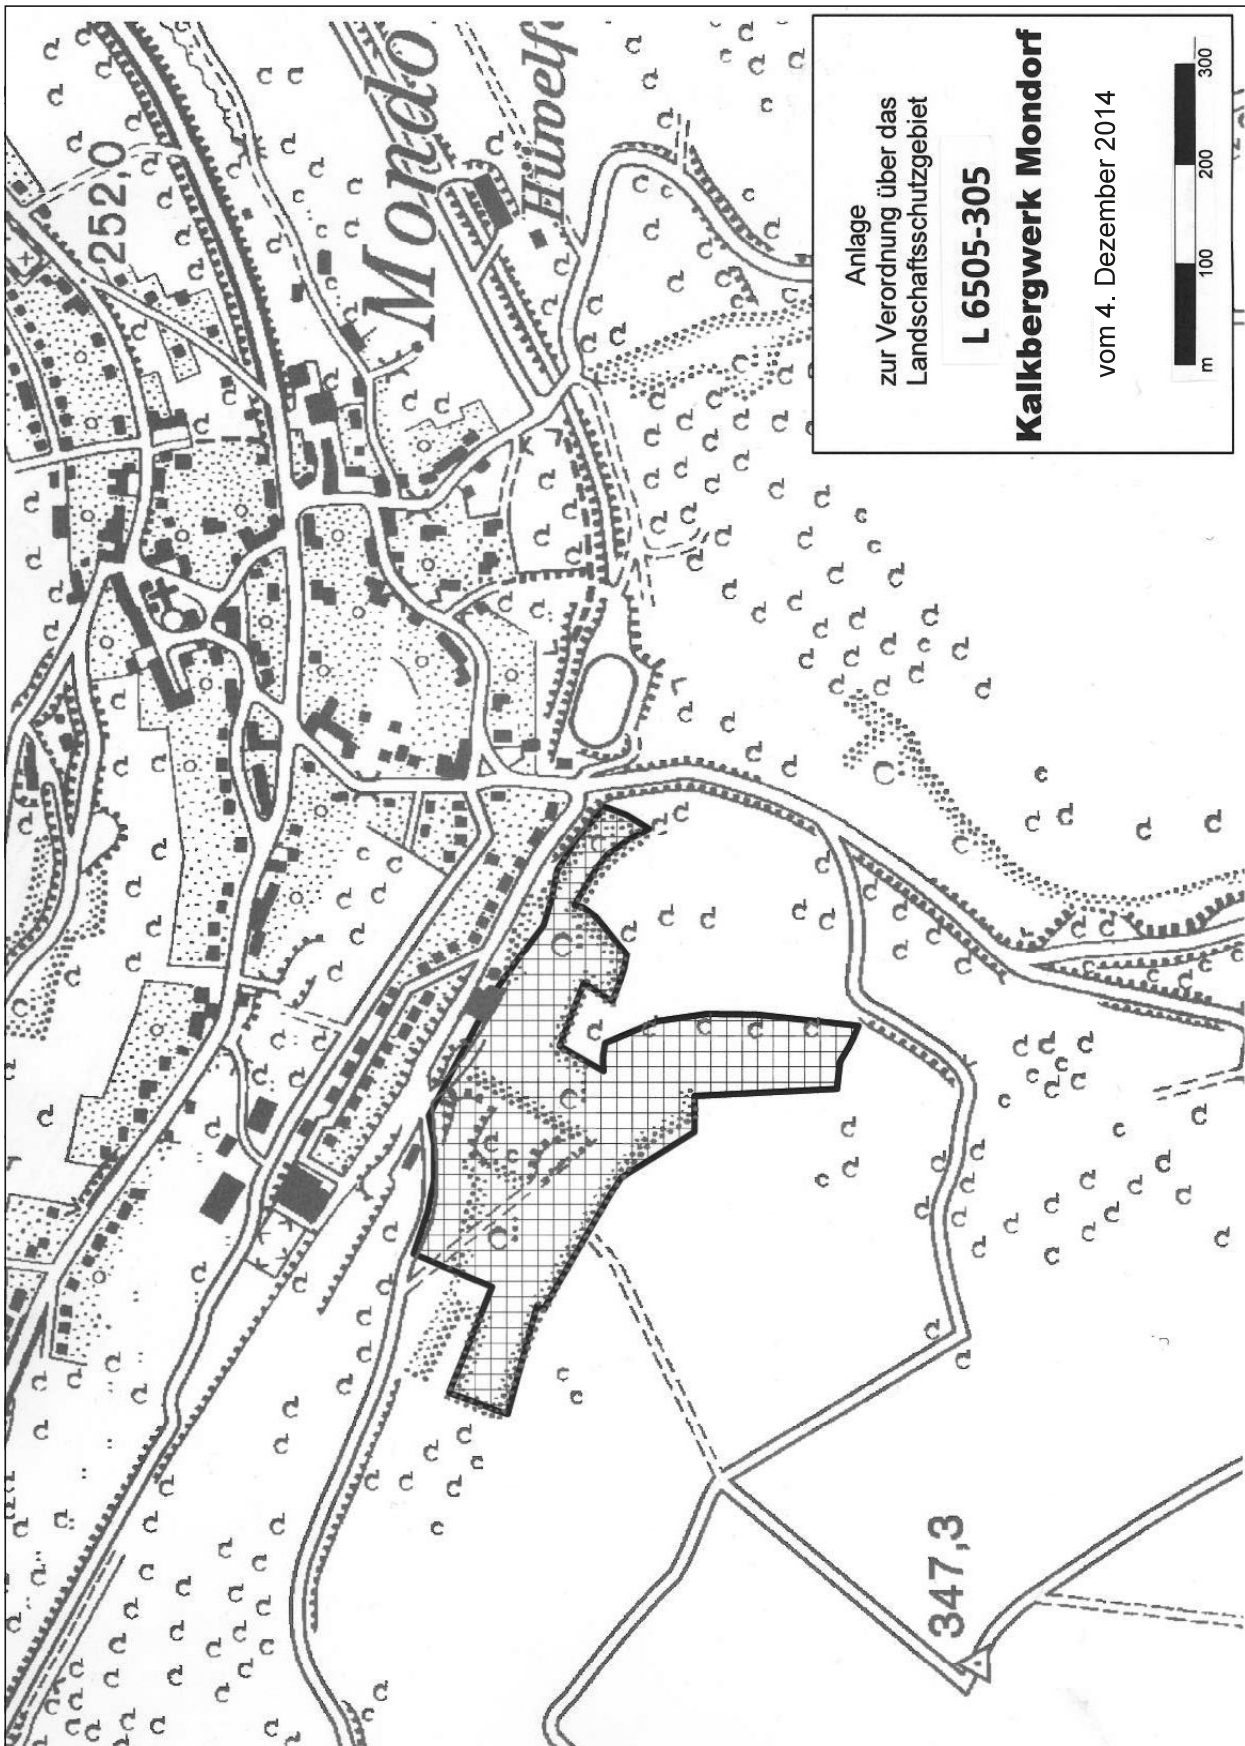 Anlage
zur Verordnung über das
Landschaftsschutzgebiet
L 6505-305
Kalkbergwerk Mondorf
vom 4. Dezember 2014
m 100 200 300
252,0
Mondo
Hüwelfe
347,3